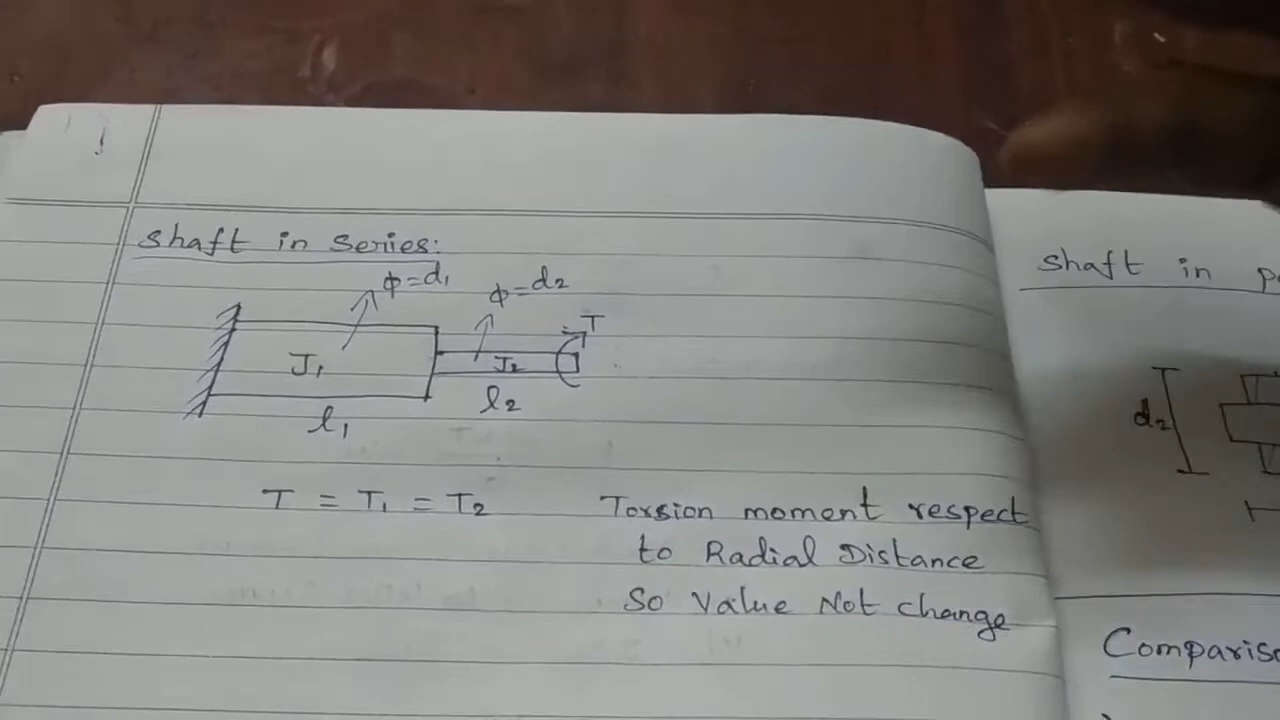 Shaft in Series:
ϕ=d₁
ϕ=d₂
T
J₁
J₂
l₁
l₂
T = T₁ = T₂
Torsion moment respect
to Radial Distance
So Value Not change
Shaft in
d₂